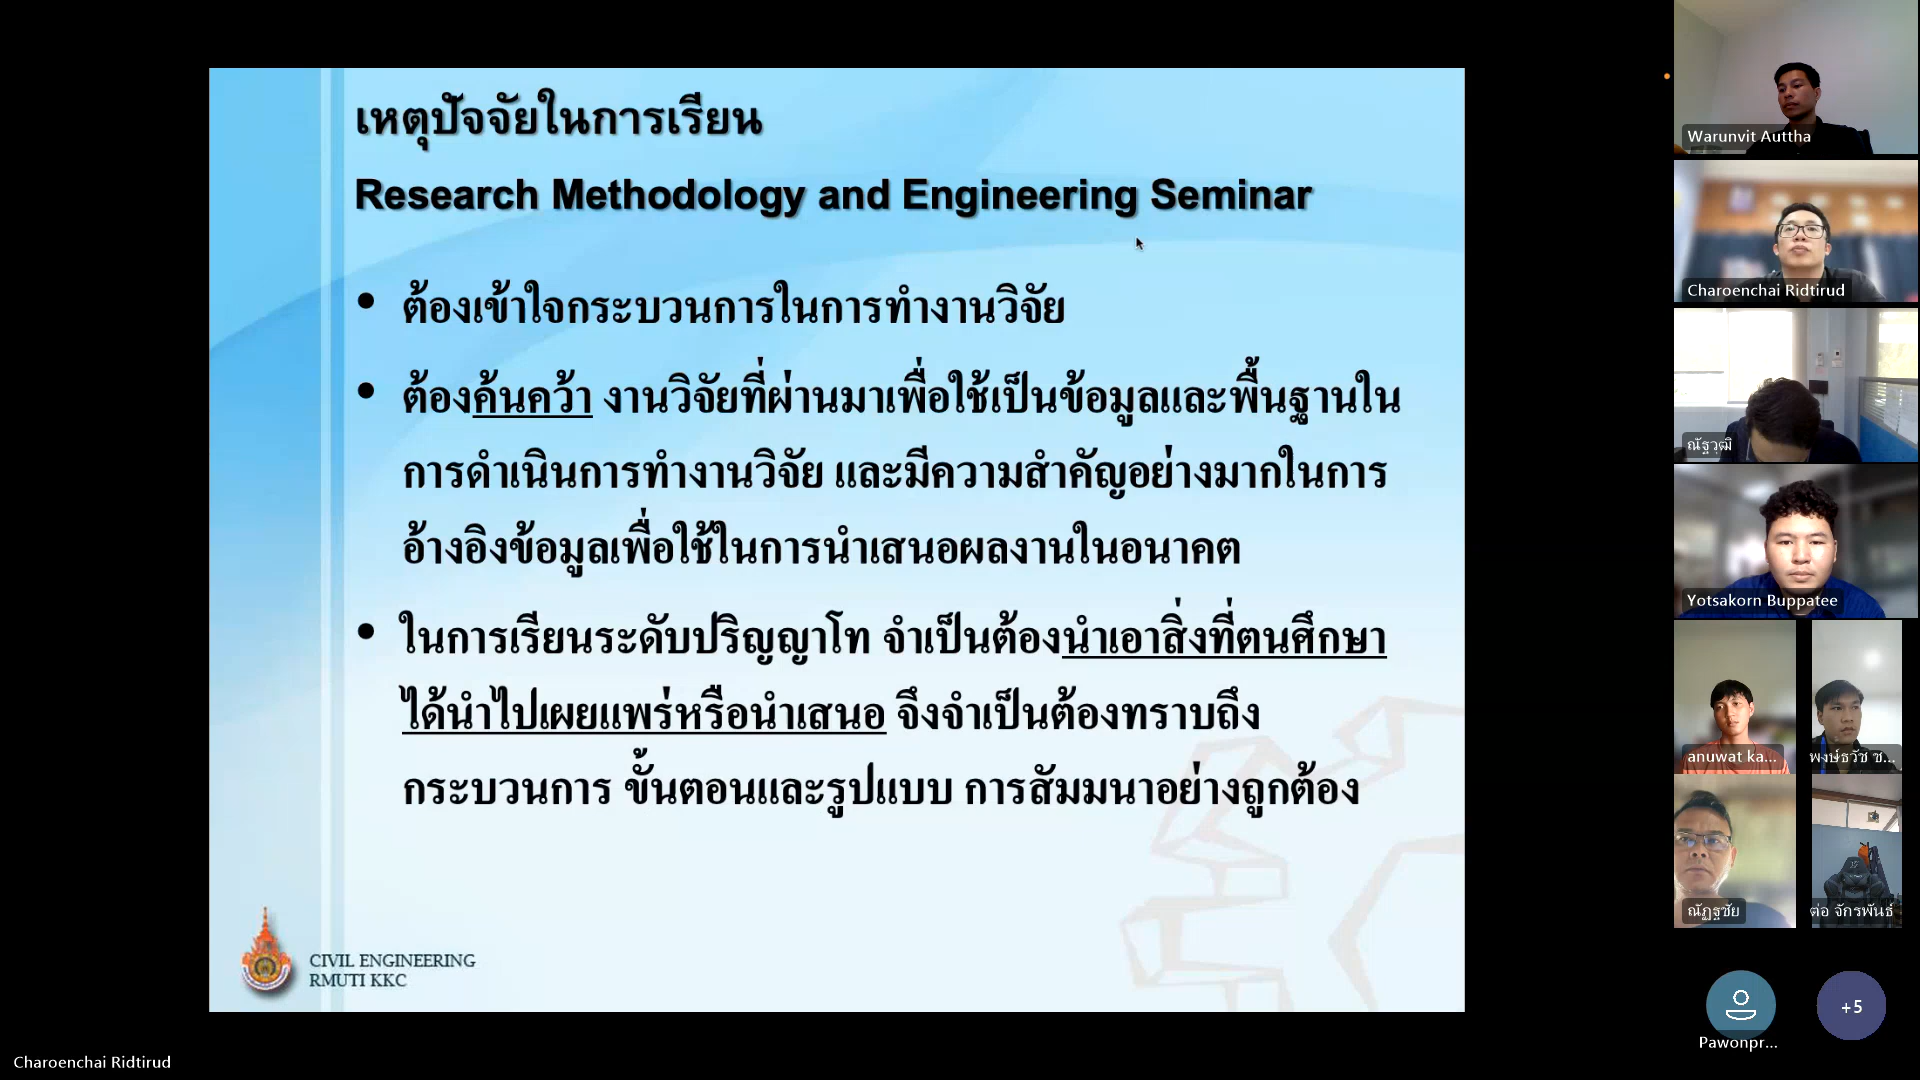 เหตุปัจจัยในการเรียน
Research Methodology and Engineering Seminar
• ต้องเข้าใจกระบวนการในการทำงานวิจัย
• ต้องค้นคว้า งานวิจัยที่ผ่านมาเพื่อใช้เป็นข้อมูลและพื้นฐานใน
การดำเนินการทำงานวิจัย และมีความสำคัญอย่างมากในการ
อ้างอิงข้อมูลเพื่อใช้ในการนำเสนอผลงานในอนาคต
• ในการเรียนระดับปริญญาโท จำเป็นต้องนำเอาสิ่งที่ตนศึกษา
ได้นำไปเผยแพร่หรือนำเสนอ จึงจำเป็นต้องทราบถึง
กระบวนการ ขั้นตอนและรูปแบบ การสัมมนาอย่างถูกต้อง
CIVIL ENGINEERING
RMUTI KKC
Charoenchai Ridtirud
Warunvit Auttha
Charoenchai Ridtirud
ณัฐวุฒิ
Yotsakorn Buppatee
anuwat ka...
พงษ์ธวัช ช...
ณัฏฐชัย
ต่อ จักรพันธ์
Pawonpr...
+5